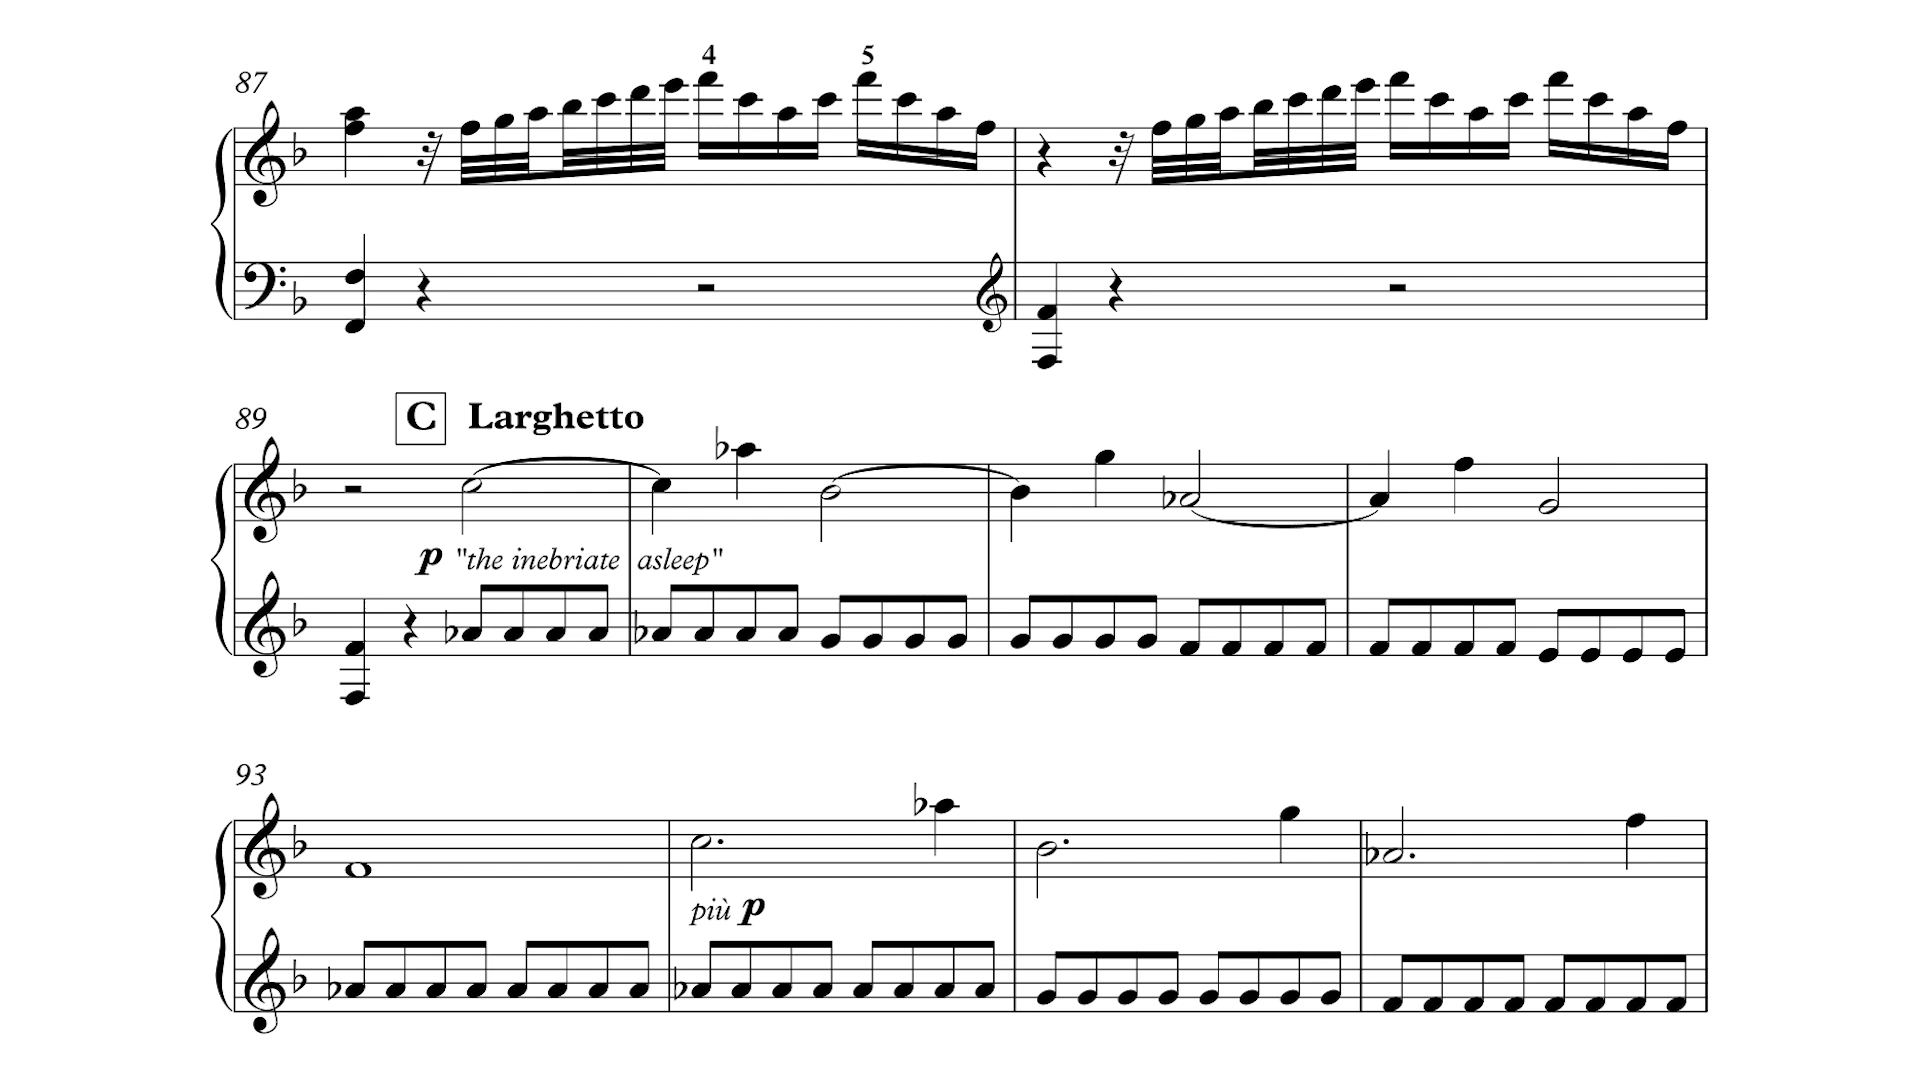 4 5
87
89 C Larghetto
p "the inebriate asleep"
93
più p